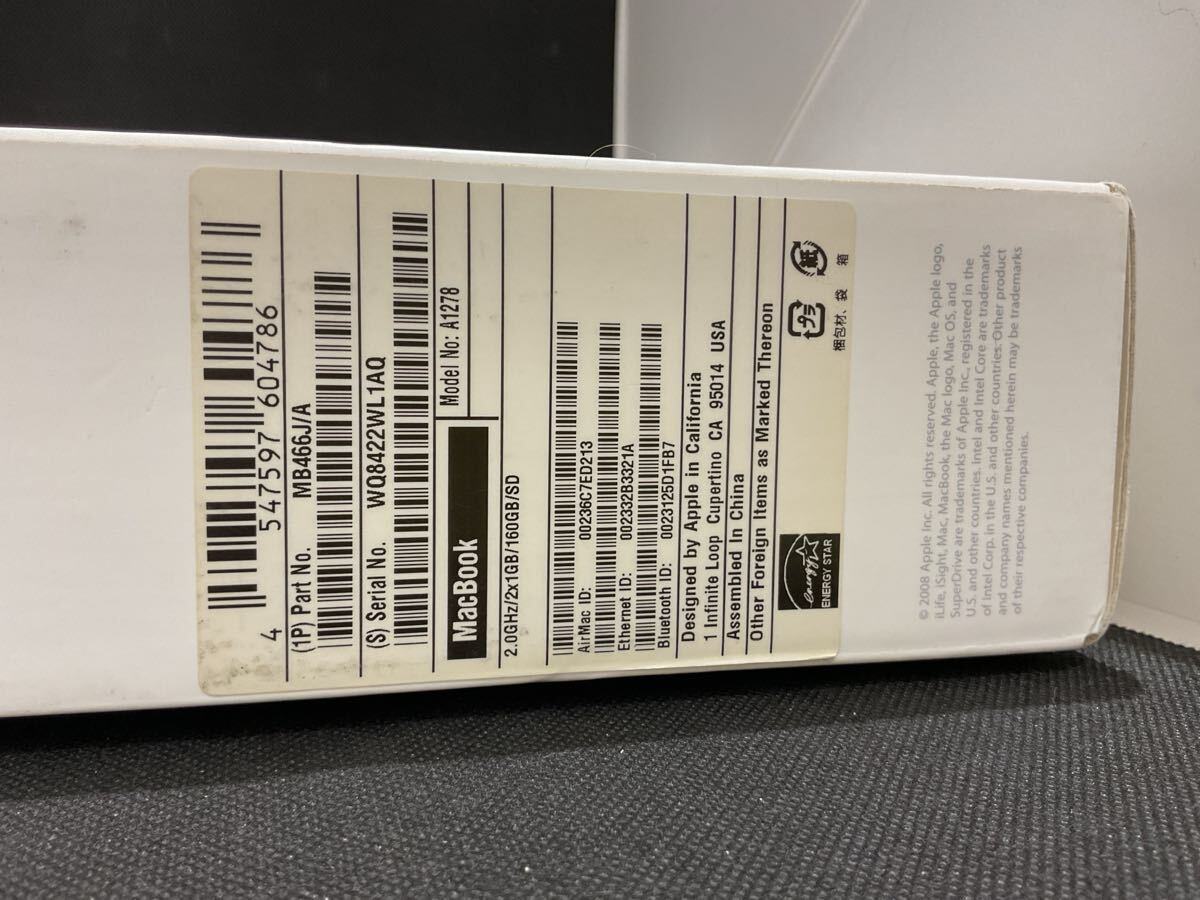 4 547597 604786
(1P) Part No. MB466J/A
(S) Serial No. WQ8422WL1AQ
MacBook
Model No: A1278
2.0GHz/2x1GB/160GB/SD
AirMac ID: 00236C7ED213
Ethernet ID: 002332B3321A
Bluetooth ID: 0023125D1FB7
Designed by Apple in California
1 Infinite Loop Cupertino CA 95014 USA
Assembled In China
Other Foreign Items as Marked Thereon
energy
ENERGY STAR
プラ
紙
梱包材、袋 箱
© 2008 Apple Inc. All rights reserved. Apple, the Apple logo,
iLife, iSight, Mac, MacBook, the Mac logo, Mac OS, and
SuperDrive are trademarks of Apple Inc., registered in the
U.S. and other countries. Intel and Intel Core are trademarks
of Intel Corp. in the U.S. and other countries. Other product
and company names mentioned herein may be trademarks
of their respective companies.